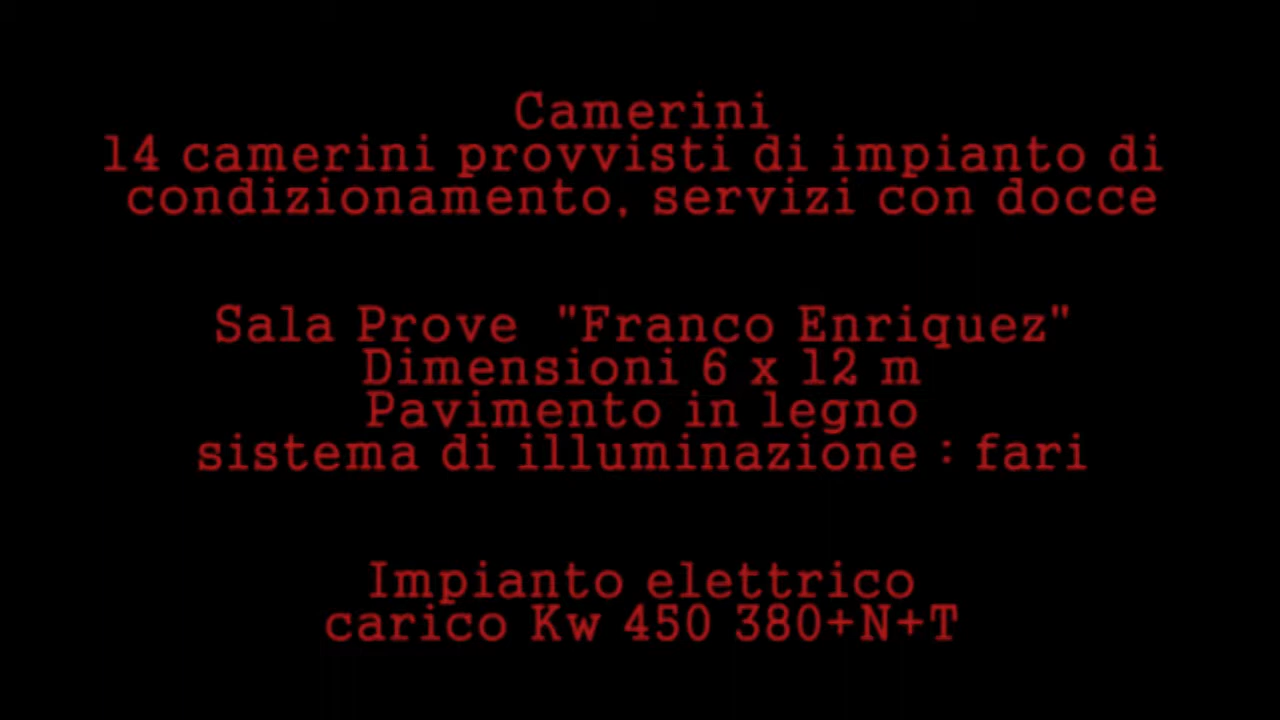 Camerini
14 camerini provvisti di impianto di
condizionamento, servizi con docce
Sala Prove "Franco Enriquez"
Dimensioni 6 x 12 m
Pavimento in legno
sistema di illuminazione : fari
Impianto elettrico
carico Kw 450 380+N+T